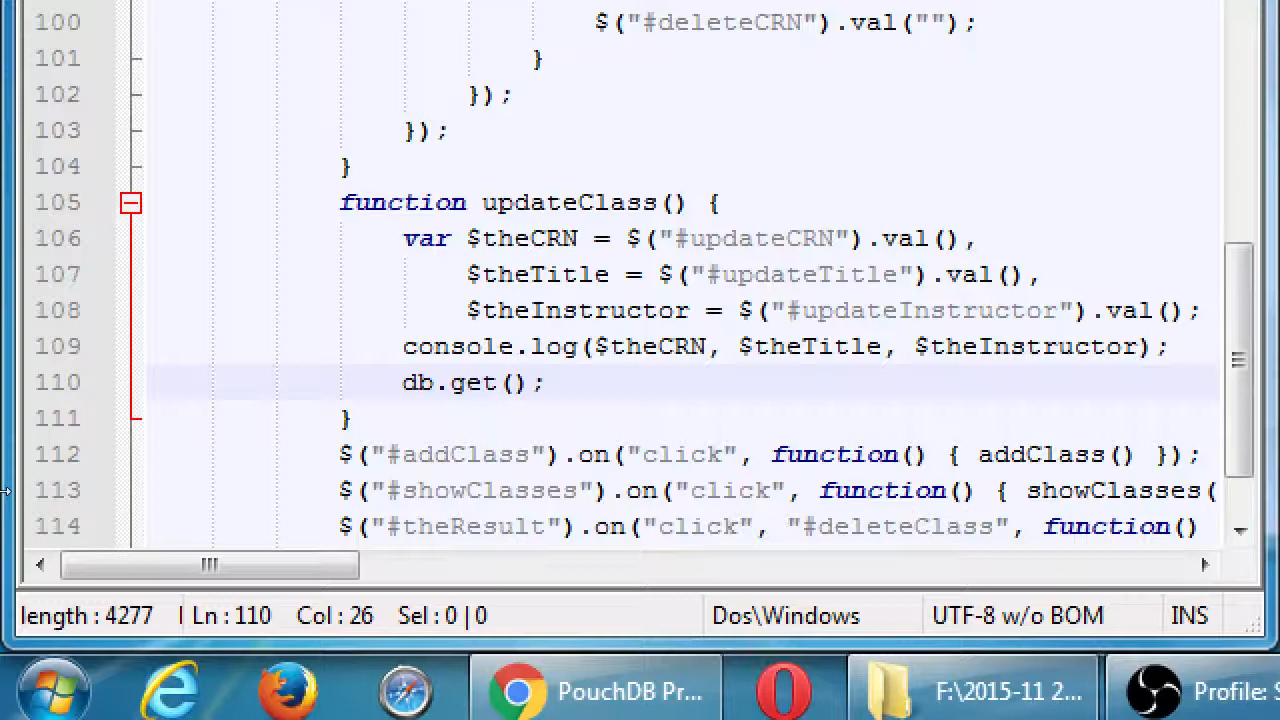 100 $("#deleteCRN").val("");
101 }
102 });
103 });
104 }
105 function updateClass() {
106 var $theCRN = $("#updateCRN").val(),
107 $theTitle = $("#updateTitle").val(),
108 $theInstructor = $("#updateInstructor").val();
109 console.log($theCRN, $theTitle, $theInstructor);
110 db.get();
111 }
112 $("#addClass").on("click", function() { addClass() });
113 $("#showClasses").on("click", function() { showClasses(
114 $("#theResult").on("click", "#deleteClass", function()
length : 4277 l Ln : 110 Col : 26 Sel : 0 | 0 Dos\Windows UTF-8 w/o BOM INS
PouchDB Pr... F:\2015-11 2... Profile: S